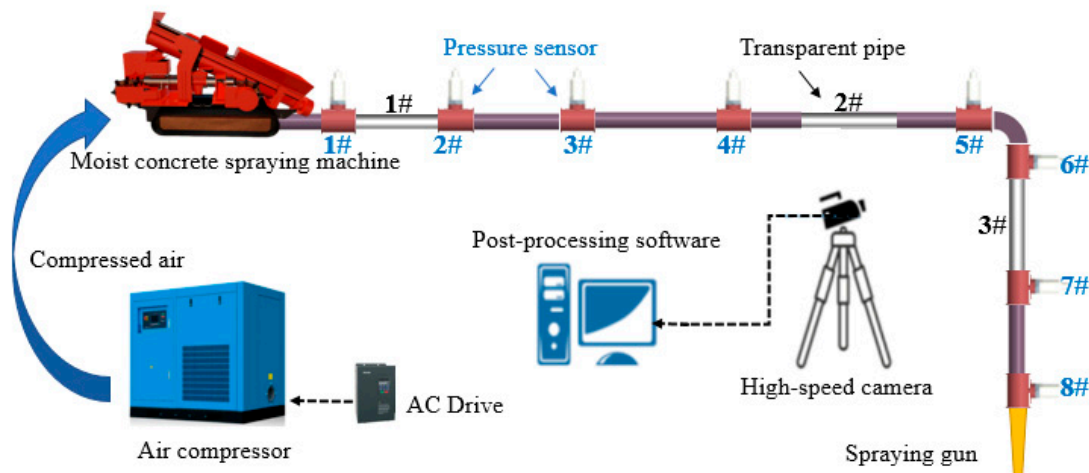 Pressure sensor
Transparent pipe
1#
2#
1#
2#
3#
4#
5#
6#
Moist concrete spraying machine
3#
Post-processing software
Compressed air
7#
High-speed camera
8#
AC Drive
Air compressor
Spraying gun